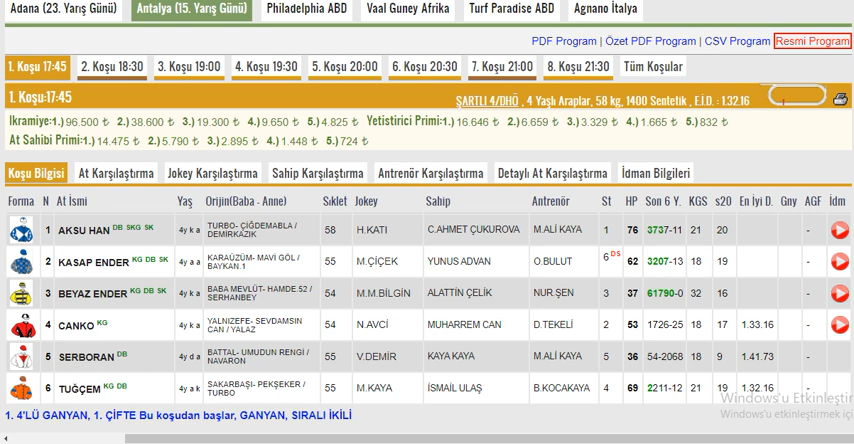 Adana (23. Yarış Günü) Antalya (15. Yarış Günü) Philadelphia ABD Vaal Guney Afrika Turf Paradise ABD Agnano İtalya
PDF Program | Özet PDF Program | CSV Program Resmi Program
1. Koşu 17:45 2. Koşu 18:30 3. Koşu 19:00 4. Koşu 19:30 5. Koşu 20:00 6. Koşu 20:30 7. Koşu 21:00 8. Koşu 21:30 Tüm Koşular
1. Koşu:17:45 ŞARTLI 4/DHÖ , 4 Yaşlı Araplar, 58 kg, 1400 Sentetik , E.İ.D. : 1.32.16
Ikramiye:1.) 96.500 ₺ 2.) 38.600 ₺ 3.) 19.300 ₺ 4.) 9.650 ₺ 5.) 4.825 ₺ Yetistirici Primi:1.) 16.646 ₺ 2.) 6.659 ₺ 3.) 3.329 ₺ 4.) 1.665 ₺ 5.) 832 ₺
At Sahibi Primi:1.) 14.475 ₺ 2.) 5.790 ₺ 3.) 2.895 ₺ 4.) 1.448 ₺ 5.) 724 ₺
Koşu Bilgisi At Karşılaştırma Jokey Karşılaştırma Sahip Karşılaştırma Antrenör Karşılaştırma Detaylı At Karşılaştırma İdman Bilgileri
Forma N At İsmi Yaş Orijin(Baba - Anne) Sıklet Jokey Sahip Antrenör St HP Son 6 Y. KGS s20 En İyi D. Gny AGF İdm
1 AKSU HAN DB SKG SK 4y k a TURBO- ÇİĞDEMABLA / DEMİRKAZIK 58 H.KATI C.AHMET ÇUKUROVA M.ALİ KAYA 1 76 3737-11 21 20 -
2 KASAP ENDER KG DB SK 4y a a KARAÜZÜM- MAVİ GÖL / BAYKAN.1 55 M.ÇİÇEK YUNUS ADVAN O.BULUT 6 DS 62 3207-13 18 19 -
3 BEYAZ ENDER KG DB SK 4y k a BABA MEVLÜT- HAMDE.52 / SERHANBEY 54 M.M.BİLGİN ALATTİN ÇELİK NUR.ŞEN 3 37 61790-0 32 16 -
4 CANKO KG 4y k a YALNIZEFE- SEVDAMSIN CAN / YALAZ 54 N.AVCİ MUHARREM CAN D.TEKELİ 2 53 1726-25 18 17 1.33.16 -
5 SERBORAN DB 4y d a BATTAL- UMUDUN RENGİ / NAVARON 55 V.DEMİR KAYA KAYA M.ALİ KAYA 5 36 54-2068 18 9 1.41.73 -
6 TUĞÇEM KG DB 4y a k SAKARBAŞI- PEKŞEKER / TURBO 55 M.KAYA İSMAİL ULAŞ B.KOCAKAYA 4 69 2211-12 21 19 1.32.16 -
Windows'u Etkinleştir
1. 4'LÜ GANYAN, 1. ÇİFTE Bu koşudan başlar, GANYAN, SIRALI İKİLİ Windows'u etkinleştirmek içi